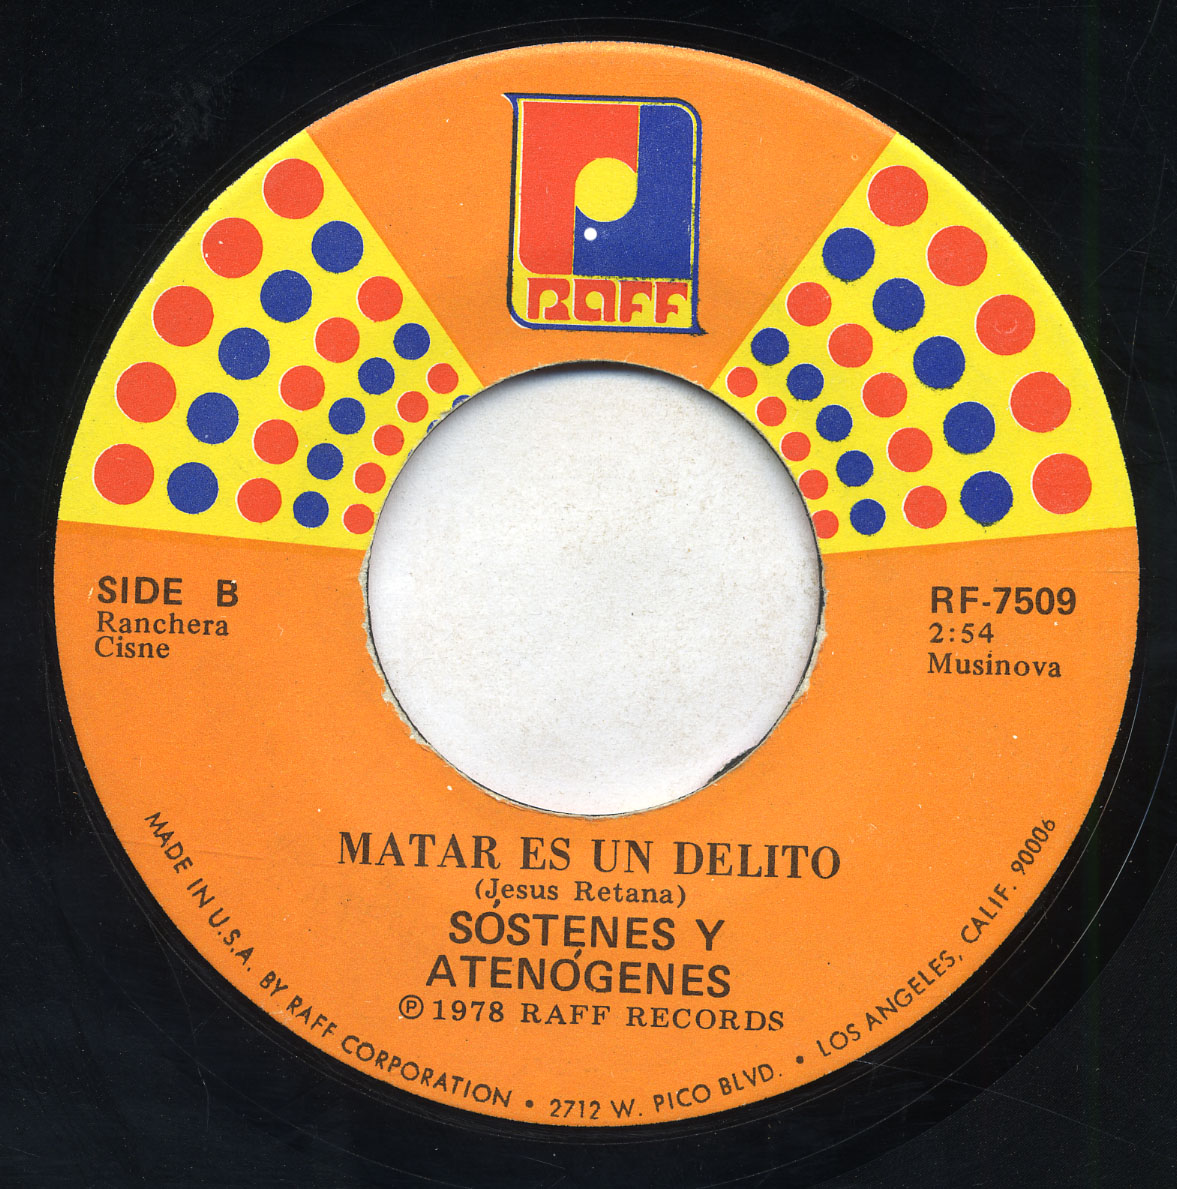 RAFF
SIDE B
Ranchera
Cisne
RF-7509
2:54
Musinova
MATAR ES UN DELITO
(Jesus Retana)
SÓSTENES Y
ATENÓGENES
℗ 1978 RAFF RECORDS
MADE IN U.S.A. BY RAFF CORPORATION • 2712 W. PICO BLVD. • LOS ANGELES, CALIF. 90006